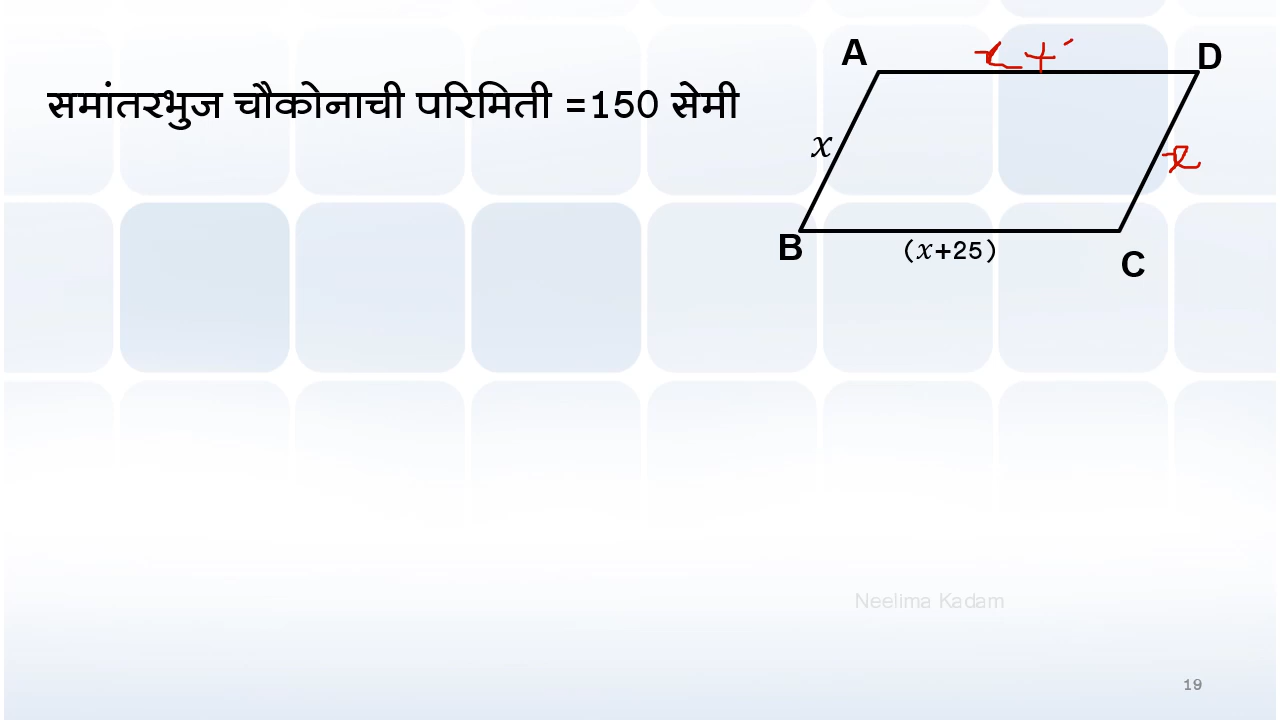 A
x +
D
समांतरभुज चौकोनाची परिमिती =150 सेमी
x
x
B
(x+25)
C
Neelima Kadam
19